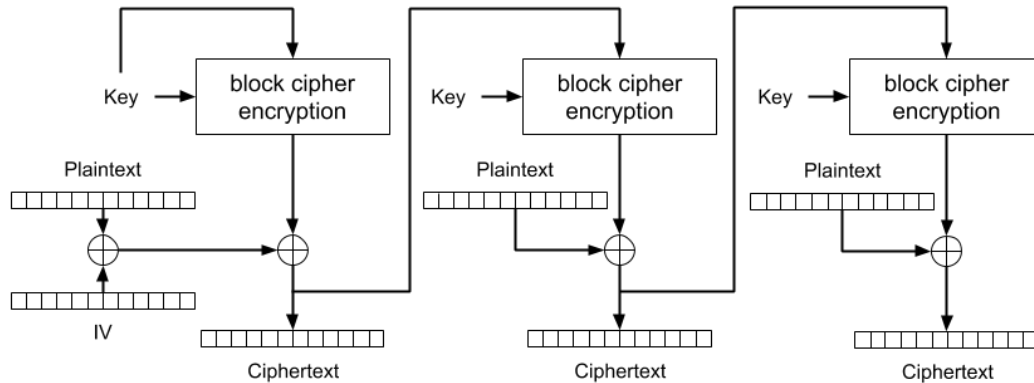 block cipher
encryption
Key
Plaintext
IV
Ciphertext
block cipher
encryption
Key
Plaintext
Ciphertext
block cipher
encryption
Key
Plaintext
Ciphertext